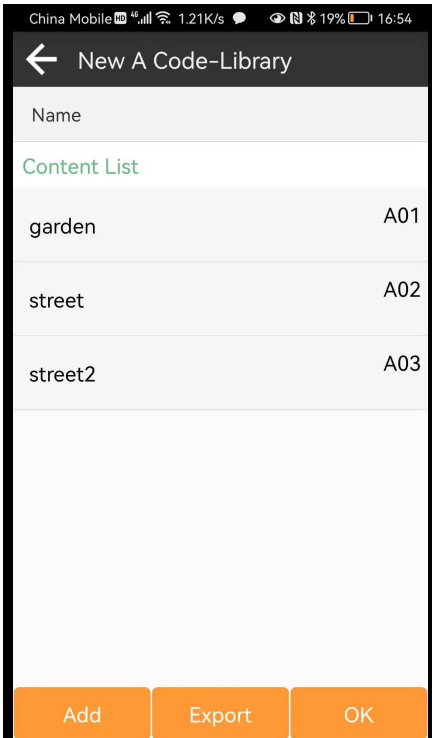 China Mobile HD 4G 1.21K/s 19% 16:54
New A Code-Library
Name
Content List
garden A01
street A02
street2 A03
Add Export OK